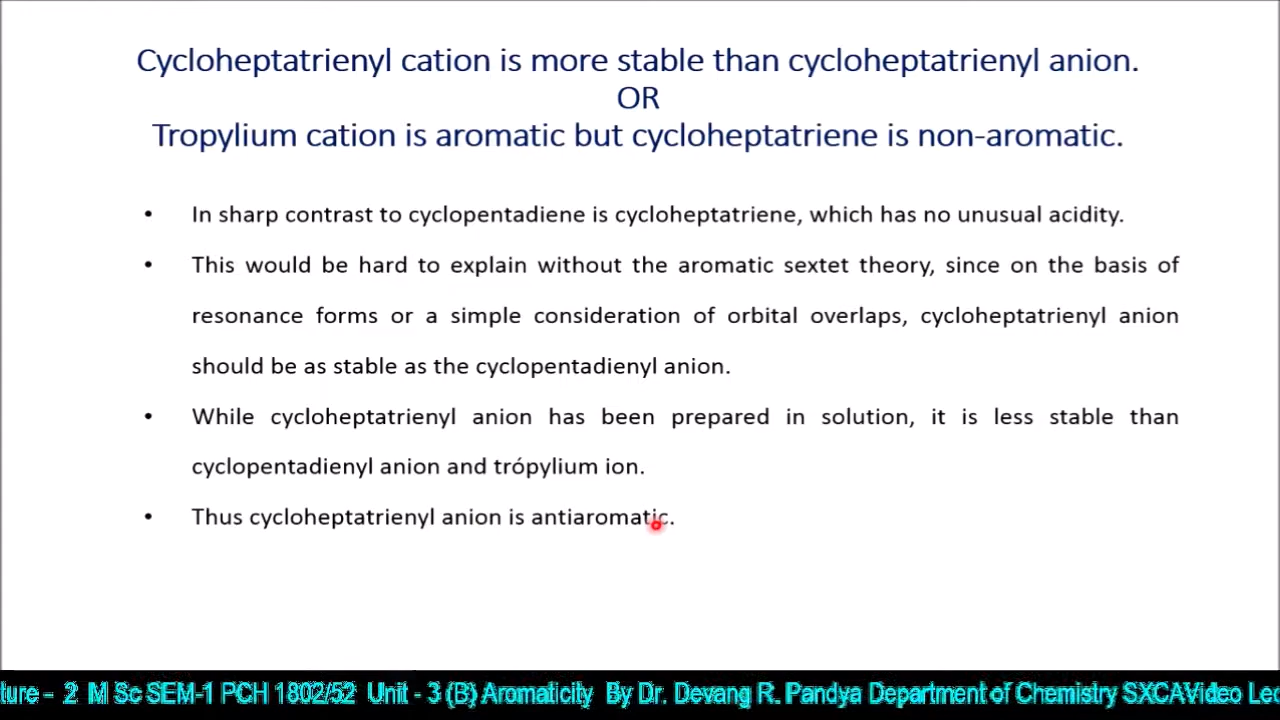 Cycloheptatrienyl cation is more stable than cycloheptatrienyl anion.
OR
Tropylium cation is aromatic but cycloheptatriene is non-aromatic.
• In sharp contrast to cyclopentadiene is cycloheptatriene, which has no unusual acidity.
• This would be hard to explain without the aromatic sextet theory, since on the basis of
resonance forms or a simple consideration of orbital overlaps, cycloheptatrienyl anion
should be as stable as the cyclopentadienyl anion.
• While cycloheptatrienyl anion has been prepared in solution, it is less stable than
cyclopentadienyl anion and trópylium ion.
• Thus cycloheptatrienyl anion is antiaromatic.
ture - 2 M Sc SEM-1 PCH 1802/52 Unit - 3 (B) Aromaticity By Dr. Devang R. Pandya Department of Chemistry SXCA Video Lec